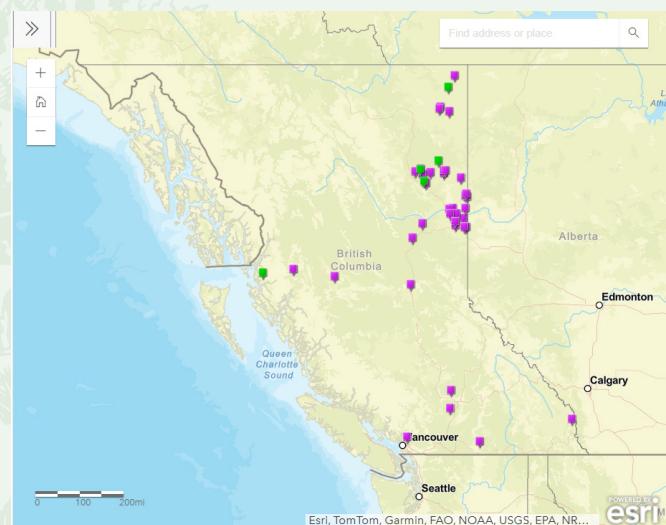 Find address or place
British
Columbia
Alberta
Edmonton
Queen
Charlotte
Sound
Calgary
ancouver
Seattle
0 100 200mi
POWERED BY
esri
Esri, TomTom, Garmin, FAO, NOAA, USGS, EPA, NR...